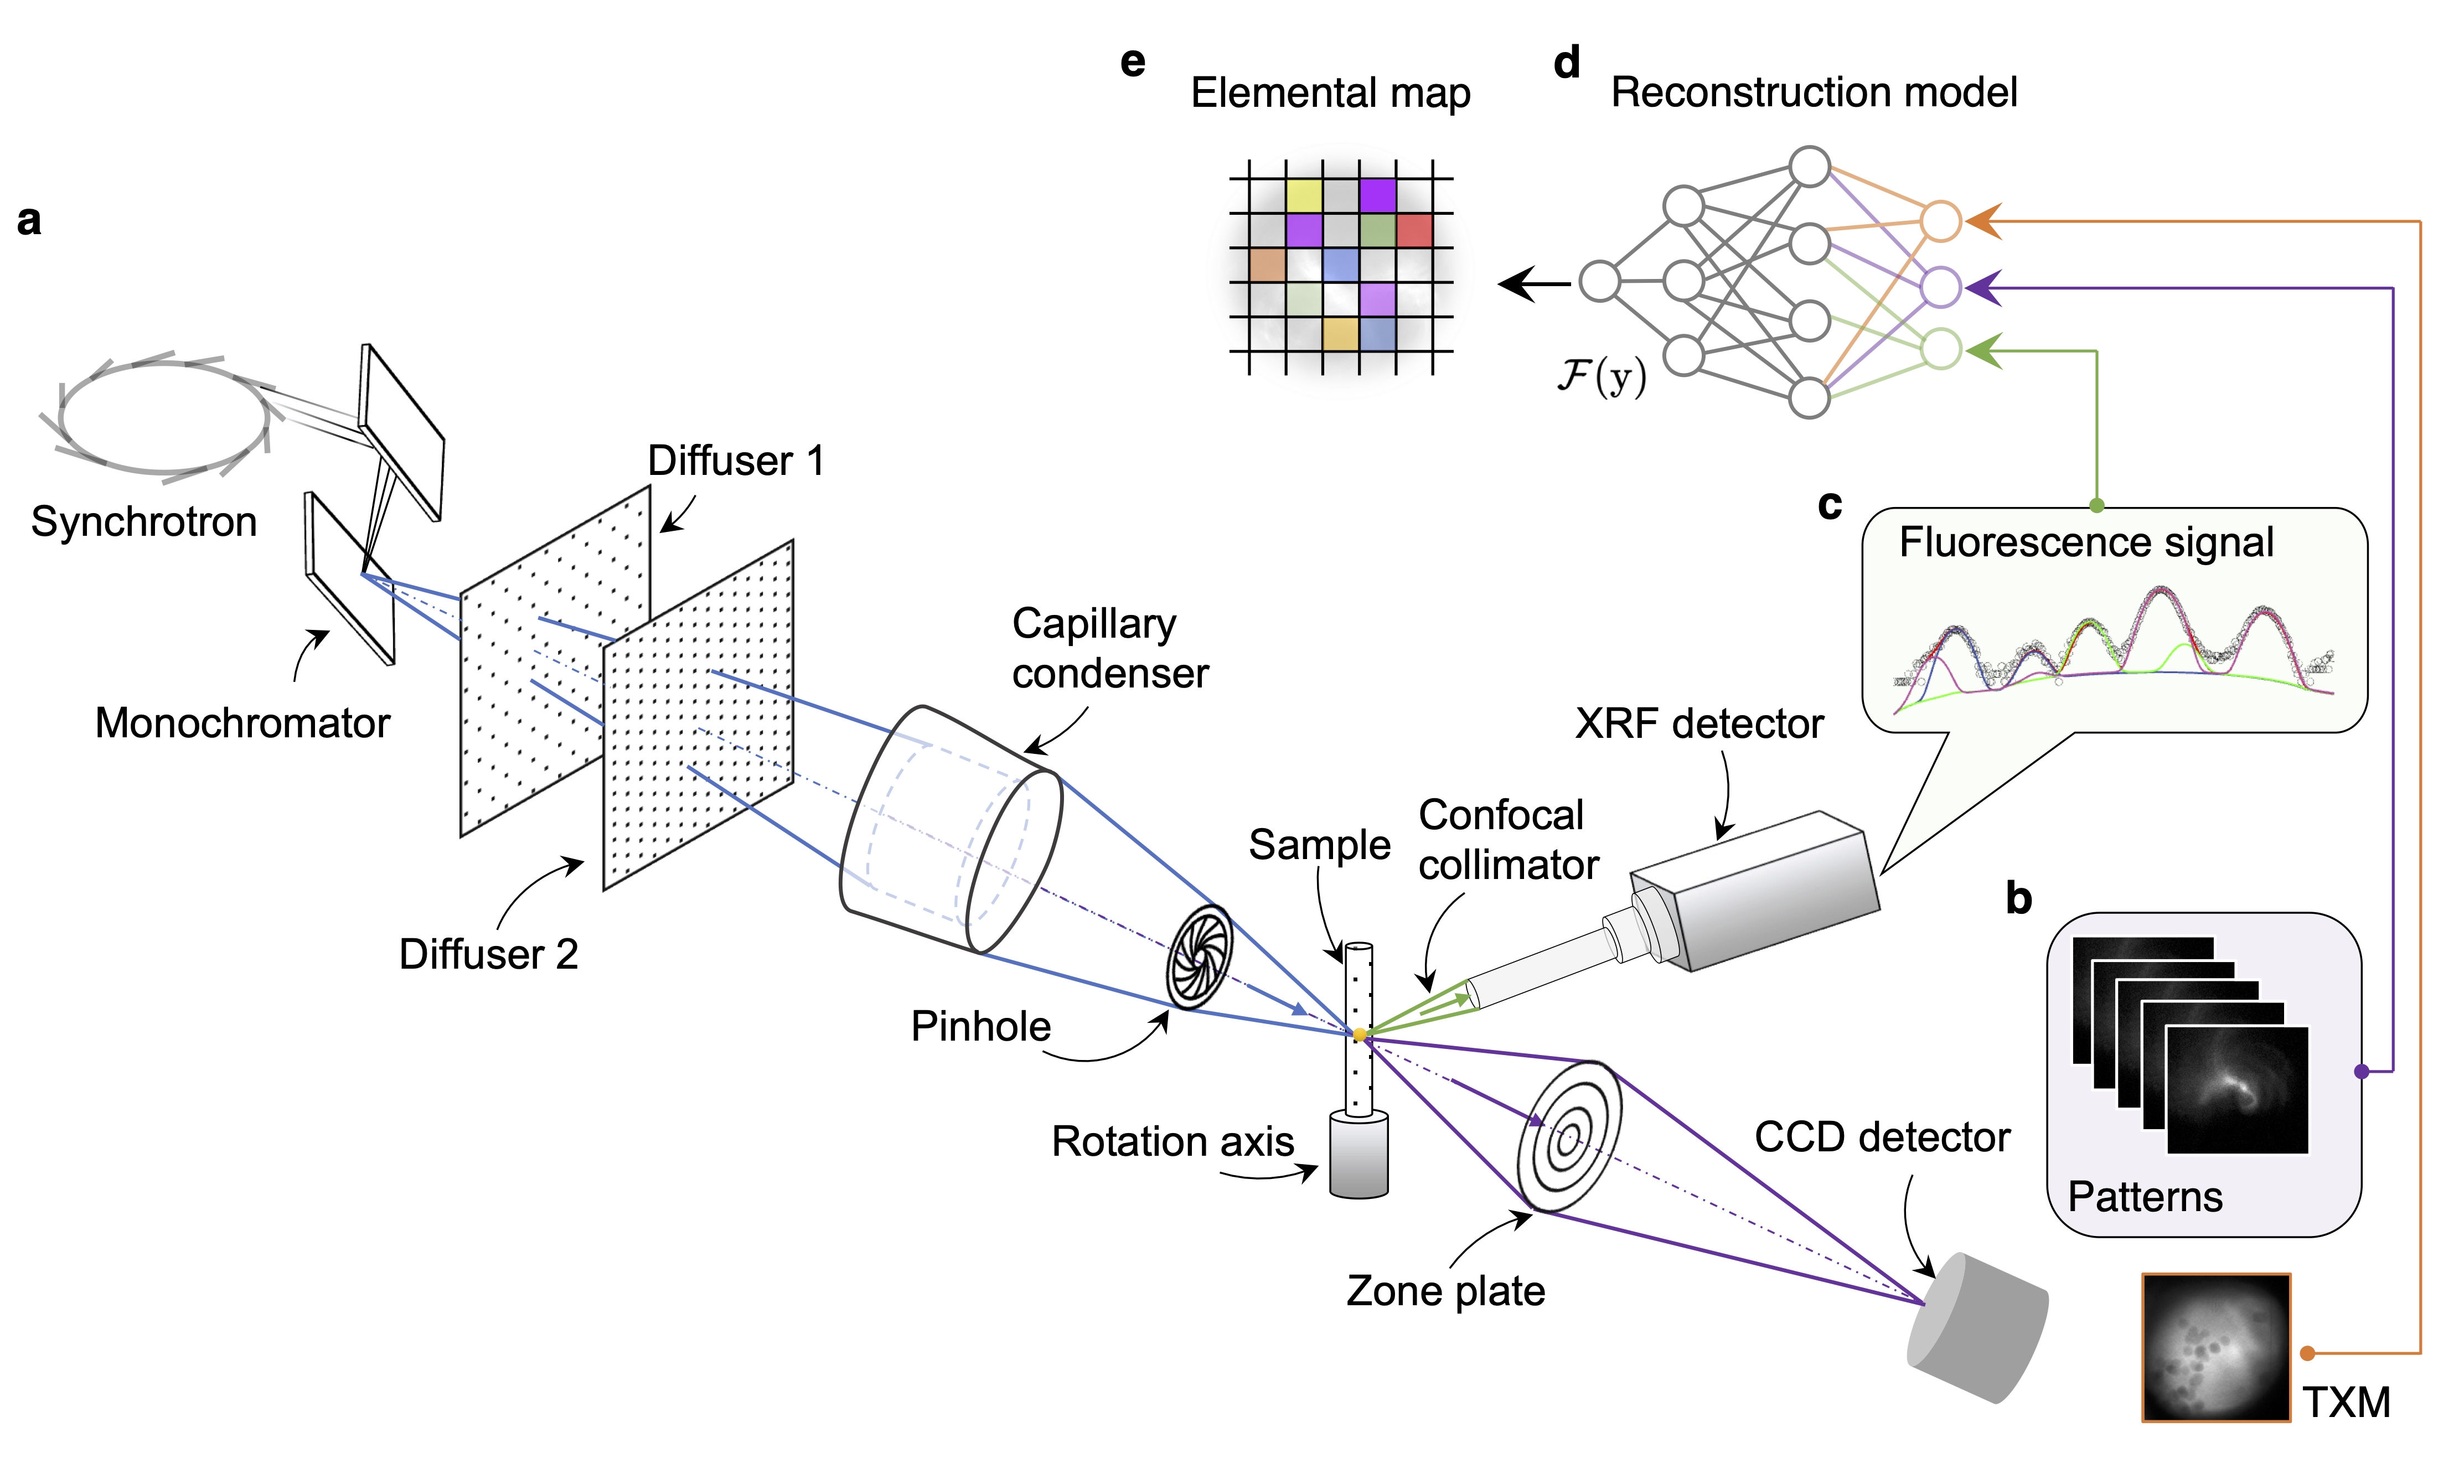 a
Synchrotron
Monochromator
Diffuser 1
Diffuser 2
Capillary
condenser
Pinhole
Sample
Rotation axis
Confocal
collimator
XRF detector
Zone plate
CCD detector
b
Patterns
TXM
c
Fluorescence signal
d
Reconstruction model
ℱ(y)
e
Elemental map